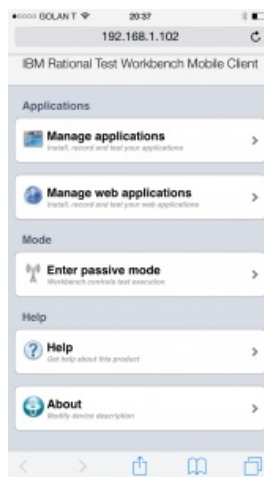 GOLAN T 20:37
192.168.1.102
IBM Rational Test Workbench Mobile Client
Applications
Manage applications
Install, record and test your applications
Manage web applications
Install, record and test your web applications
Mode
Enter passive mode
Workbench controls test execution
Help
Help
Get help about this product
About
Modify device description